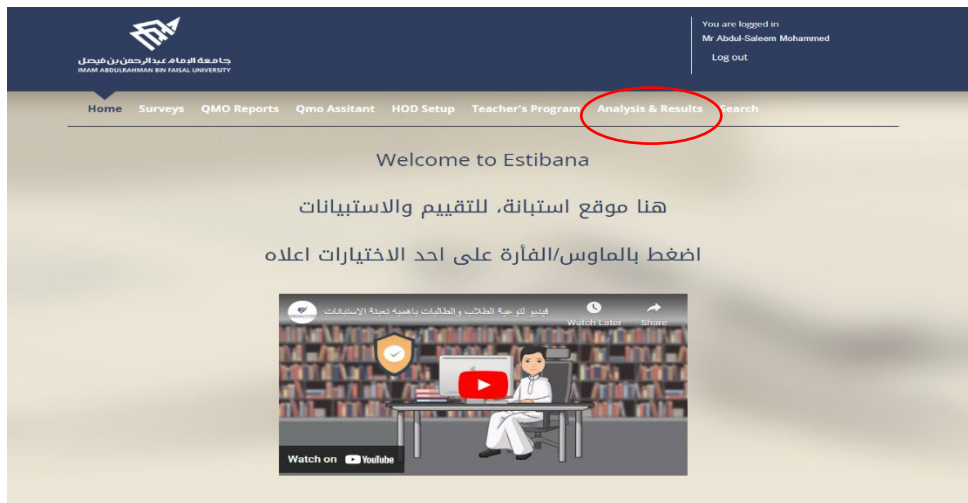 You are logged in
Mr Abdul-Saleem Mohammed
Log out
جامعة الإمام عبدالرحمن بن فيصل
IMAM ABDULRAHMAN BIN FAISAL UNIVERSITY
Home Surveys QMO Reports Qmo Assitant HOD Setup Teacher's Program Analysis & Results Search
Welcome to Estibana
هنا موقع استبانة، للتقييم والاستبيانات
اضغط بالماوس/الفأرة على احد الاختيارات اعلاه
فيديو لتوعية الطلاب والطالبات باهمية تعبئة الإستبانات
Watch Later Share
Watch on YouTube